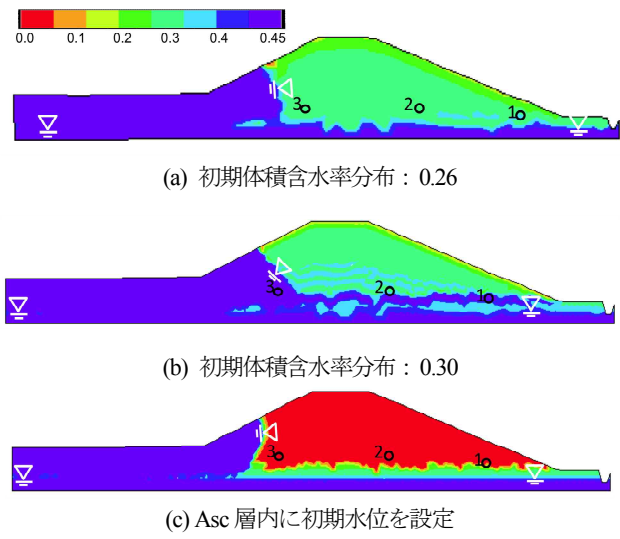 0.0 0.1 0.2 0.3 0.4 0.45
3 2 1
(a) 初期体積含水率分布：0.26
3 2 1
(b) 初期体積含水率分布：0.30
3 2 1
(c) Asc 層内に初期水位を設定